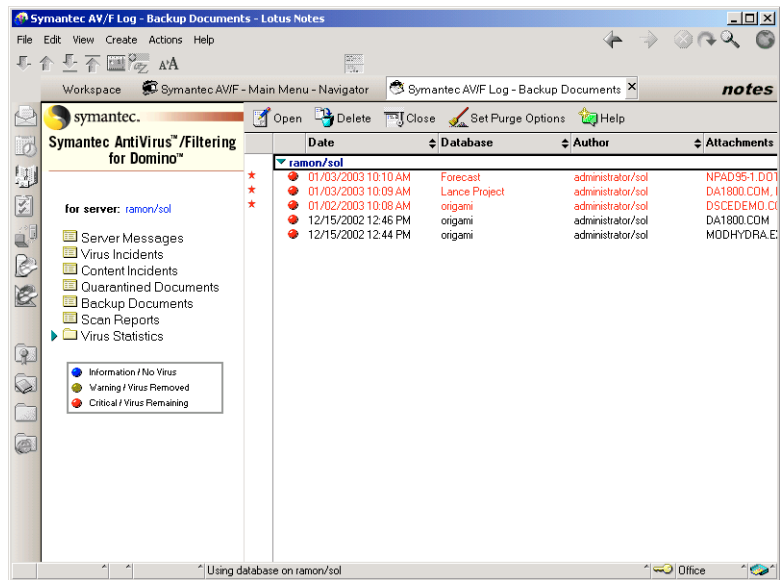 Symantec AV/F Log - Backup Documents - Lotus Notes
File Edit View Create Actions Help
Workspace Symantec AV/F - Main Menu - Navigator Symantec AV/F Log - Backup Documents notes
symantec.
Open Delete Close Set Purge Options Help
Symantec AntiVirus™/Filtering
for Domino™
for server: ramon/sol
Server Messages
Virus Incidents
Content Incidents
Quarantined Documents
Backup Documents
Scan Reports
Virus Statistics
Information / No Virus
Warning / Virus Removed
Critical / Virus Remaining
Date Database Author Attachments
ramon/sol
01/03/2003 10:10 AM Forecast administrator/sol NPAD95-1.DOT
01/03/2003 10:09 AM Lance Project administrator/sol DA1800.COM,
01/02/2003 10:08 AM origami administrator/sol DSCEDEMO.CO
12/15/2002 12:46 PM origami administrator/sol DA1800.COM
12/15/2002 12:44 PM origami administrator/sol MODHYDRA.E
Using database on ramon/sol Office